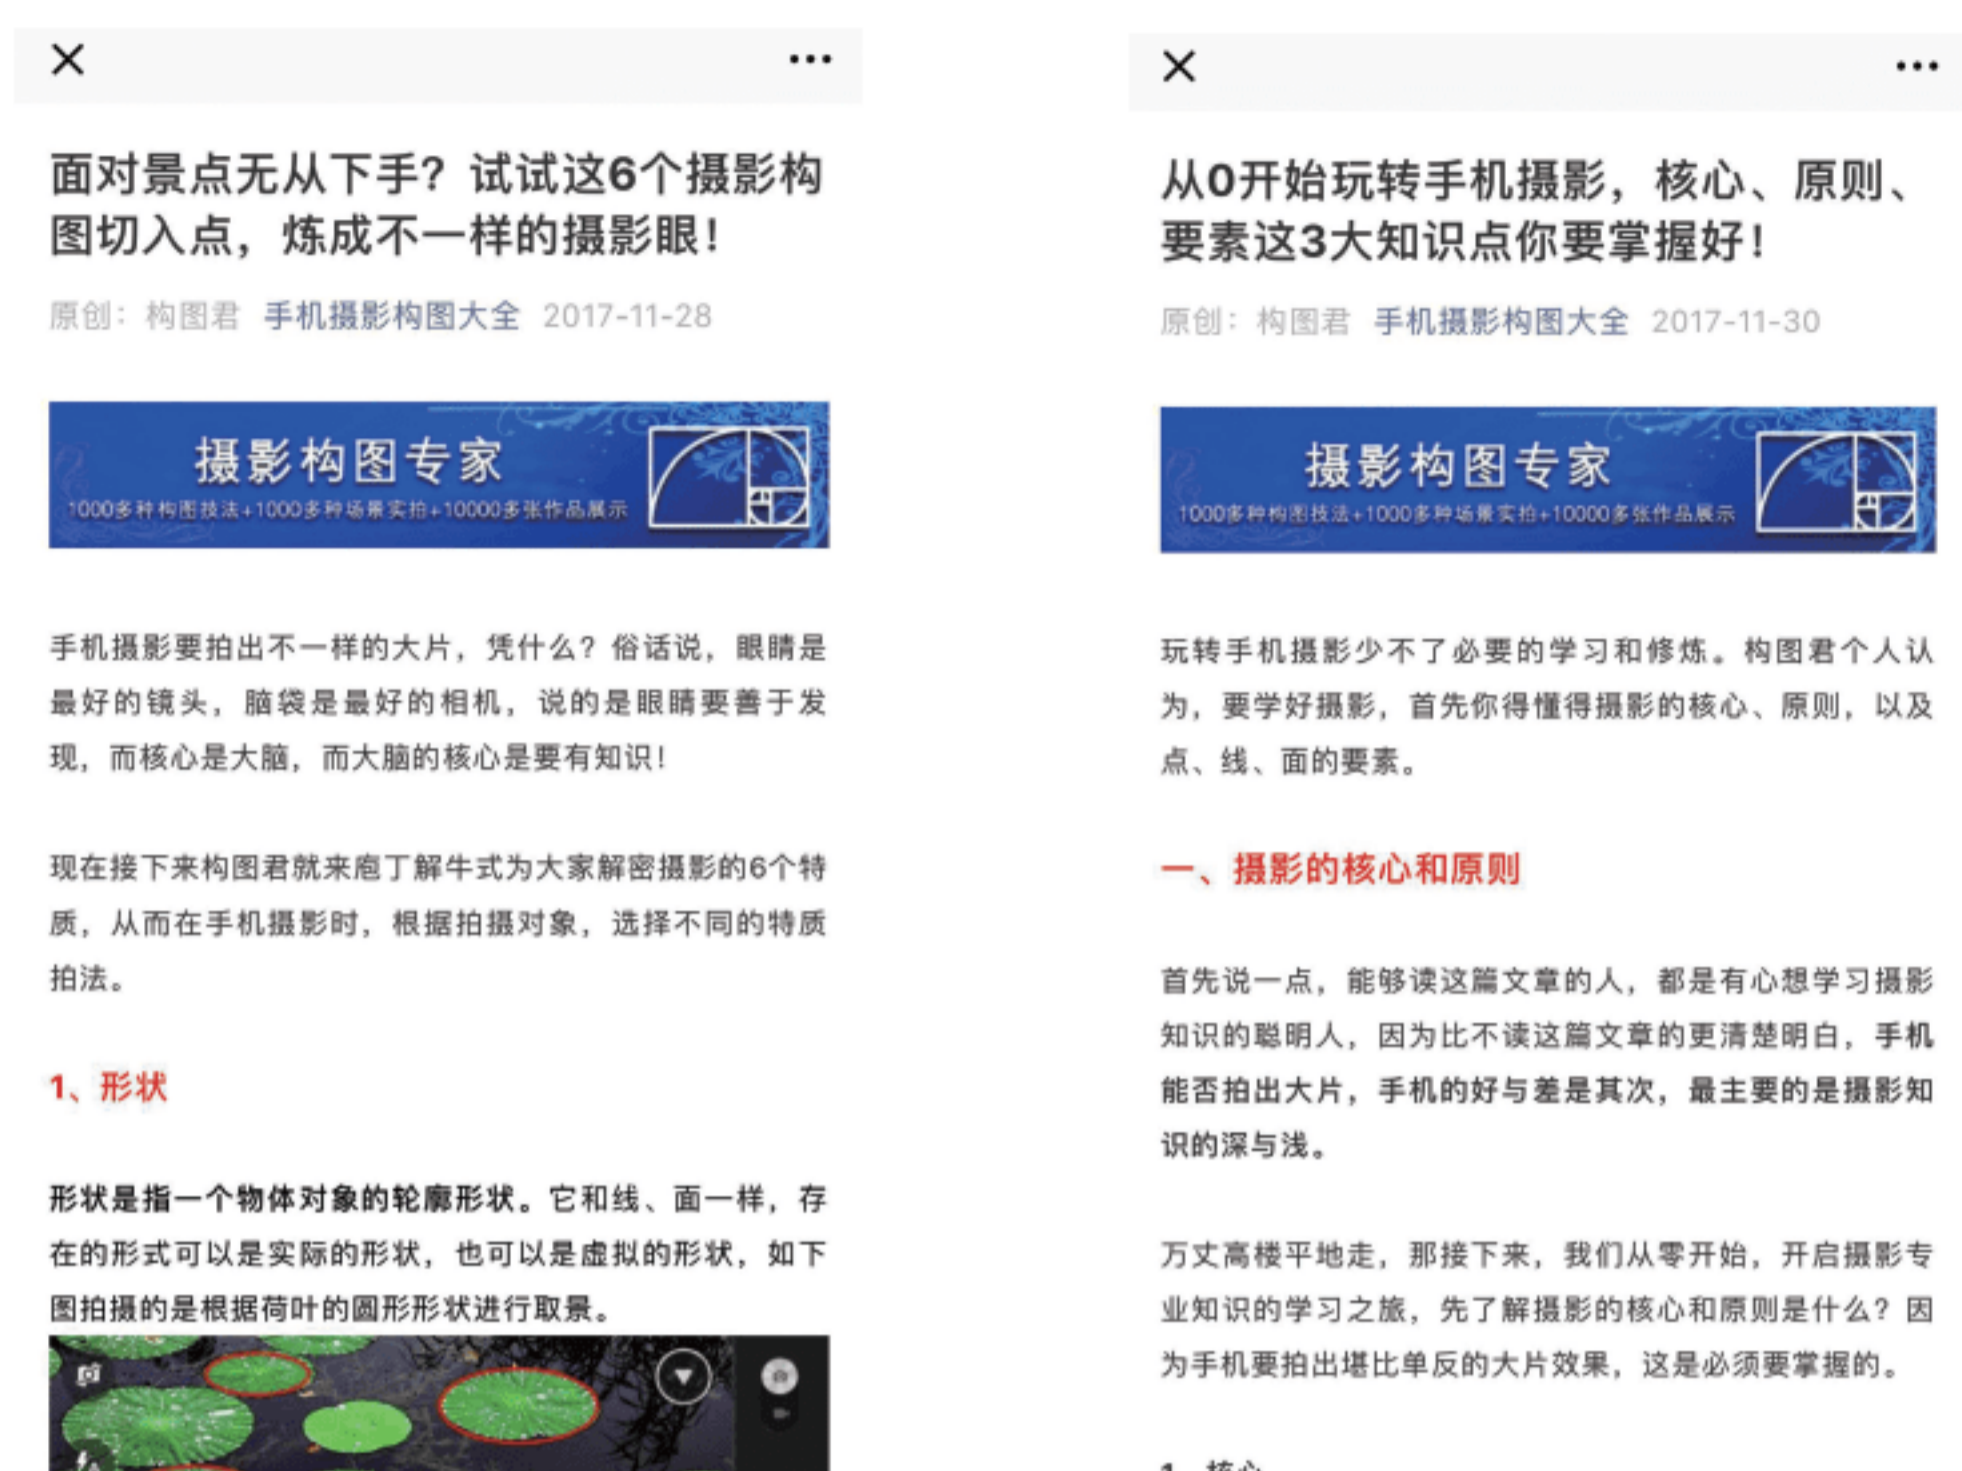 面对景点无从下手？试试这6个摄影构
图切入点，炼成不一样的摄影眼！
原创：构图君 手机摄影构图大全 2017-11-28
摄影构图专家
1000多种构图技法+1000多种场景实拍+10000多张作品展示
手机摄影要拍出不一样的大片，凭什么？俗话说，眼睛是
最好的镜头，脑袋是最好的相机，说的是眼睛要善于发
现，而核心是大脑，而大脑的核心是要有知识！
现在接下来构图君就来庖丁解牛式为大家解密摄影的6个特
质，从而在手机摄影时，根据拍摄对象，选择不同的特质
拍法。
1、形状
形状是指一个物体对象的轮廓形状。它和线、面一样，存
在的形式可以是实际的形状，也可以是虚拟的形状，如下
图拍摄的是根据荷叶的圆形形状进行取景。
从0开始玩转手机摄影，核心、原则、
要素这3大知识点你要掌握好！
原创：构图君 手机摄影构图大全 2017-11-30
摄影构图专家
1000多种构图技法+1000多种场景实拍+10000多张作品展示
玩转手机摄影少不了必要的学习和修炼。构图君个人认
为，要学好摄影，首先你得懂得摄影的核心、原则，以及
点、线、面的要素。
一、摄影的核心和原则
首先说一点，能够读这篇文章的人，都是有心想学习摄影
知识的聪明人，因为比不读这篇文章的更清楚明白，手机
能否拍出大片，手机的好与差是其次，最主要的是摄影知
识的深与浅。
万丈高楼平地走，那接下来，我们从零开始，开启摄影专
业知识的学习之旅，先了解摄影的核心和原则是什么？因
为手机要拍出堪比单反的大片效果，这是必须要掌握的。